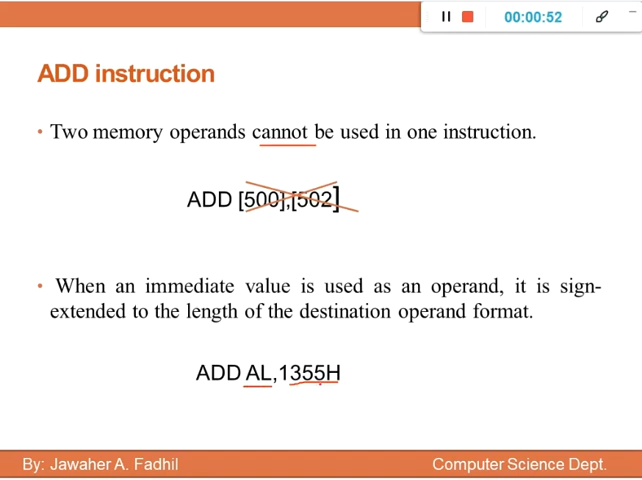 00:00:52
ADD instruction
• Two memory operands cannot be used in one instruction.
ADD [500],[502]
• When an immediate value is used as an operand, it is sign-
extended to the length of the destination operand format.
ADD AL,1355H
By: Jawaher A. Fadhil
Computer Science Dept.